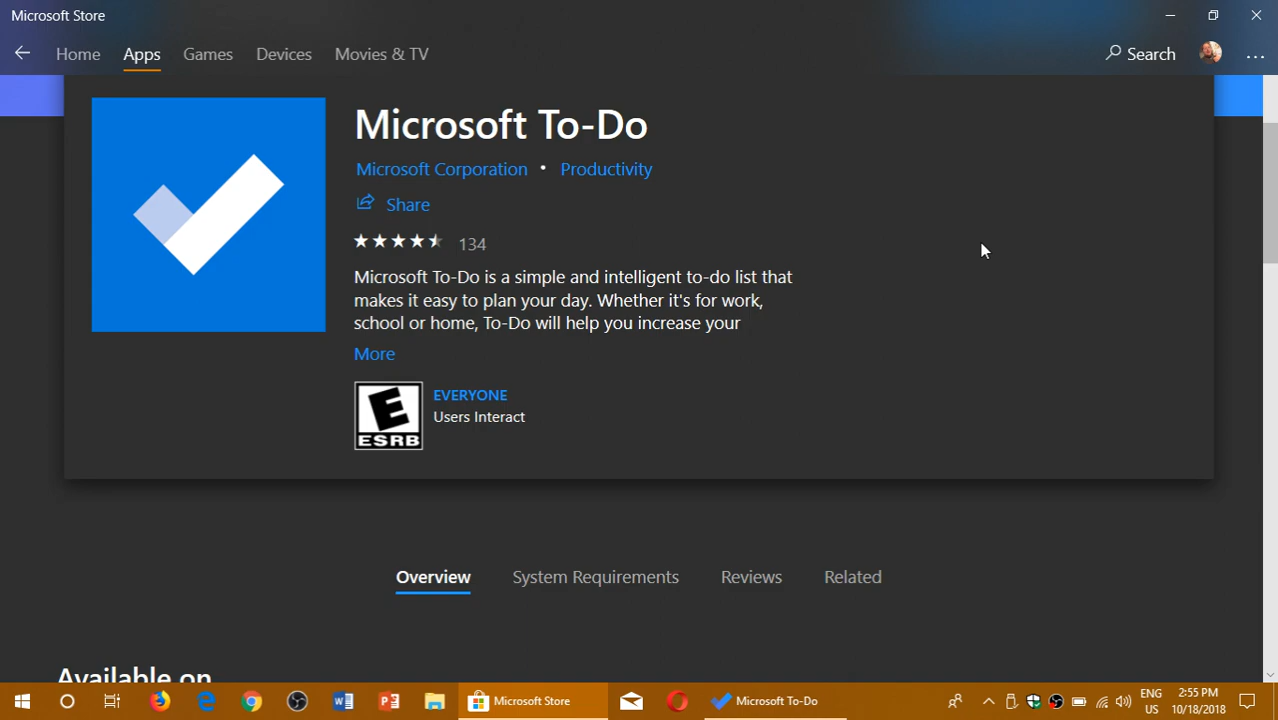 Microsoft Store
Home Apps Games Devices Movies & TV Search ...
Microsoft To-Do
Microsoft Corporation • Productivity
Share
134
Microsoft To-Do is a simple and intelligent to-do list that
makes it easy to plan your day. Whether it's for work,
school or home, To-Do will help you increase your
More
E
ESRB
EVERYONE
Users Interact
Overview System Requirements Reviews Related
Available on
Microsoft Store
Microsoft To-Do
ENG
US
2:55 PM
10/18/2018